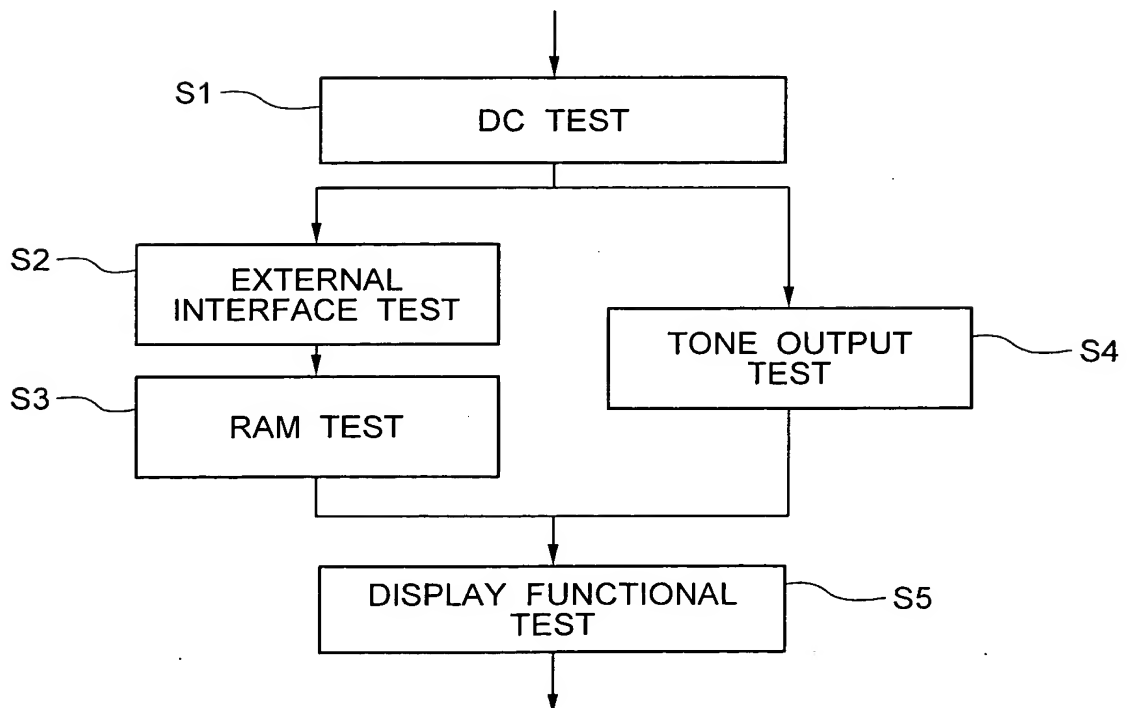 S1
DC TEST
S2
EXTERNAL
INTERFACE TEST
S3
RAM TEST
TONE OUTPUT
TEST
S4
DISPLAY FUNCTIONAL
TEST
S5